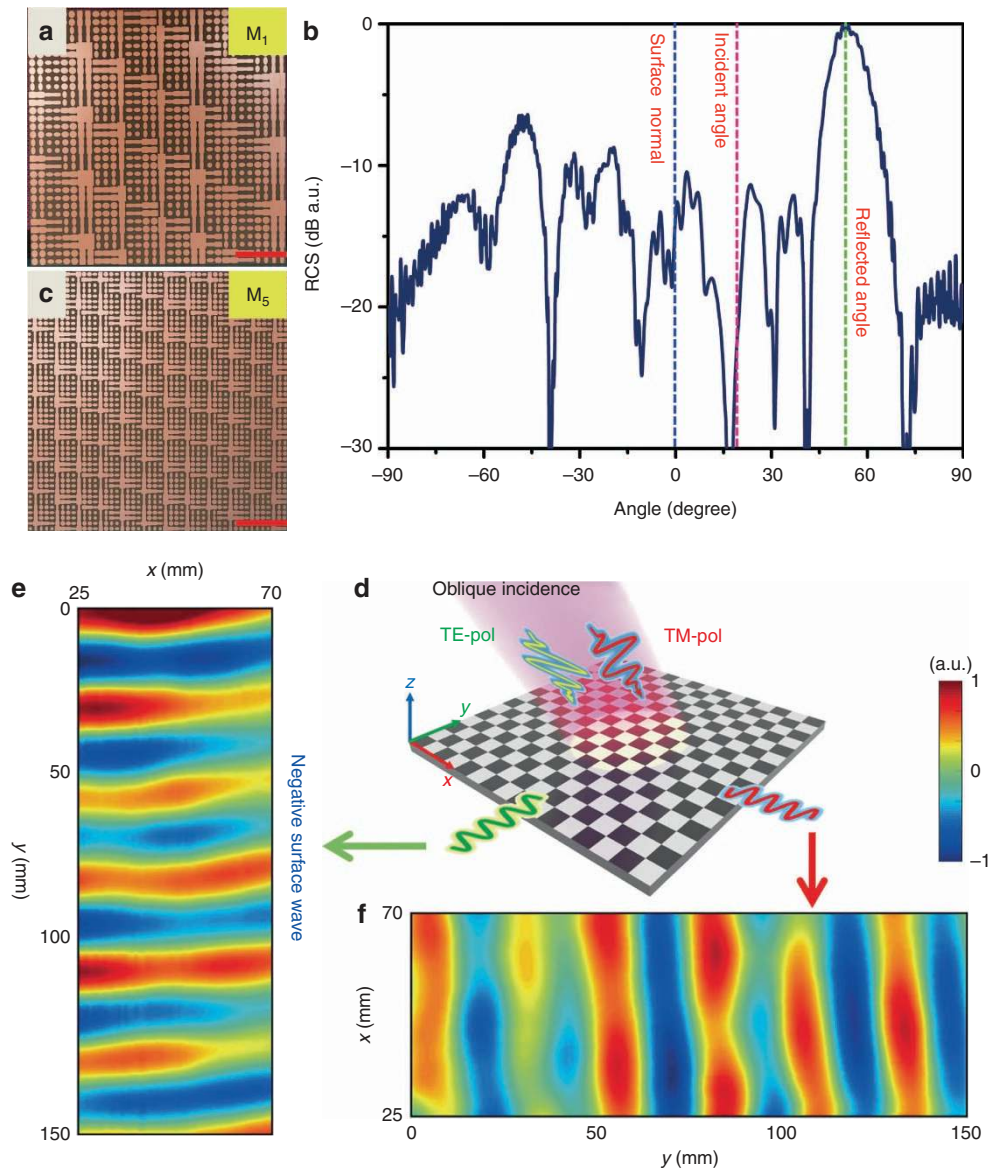 a
M1
b
0
−10
−20
−30
RCS (dB a.u.)
Surface normal
Incident angle
Reflected angle
−90
−60
−30
0
30
60
90
Angle (degree)
c
M5
e
x (mm)
25
70
0
50
100
150
y (mm)
Negative surface wave
d
Oblique incidence
TE-pol
TM-pol
z
y
x
(a.u.)
1
0
−1
f
70
25
x (mm)
0
50
100
150
y (mm)